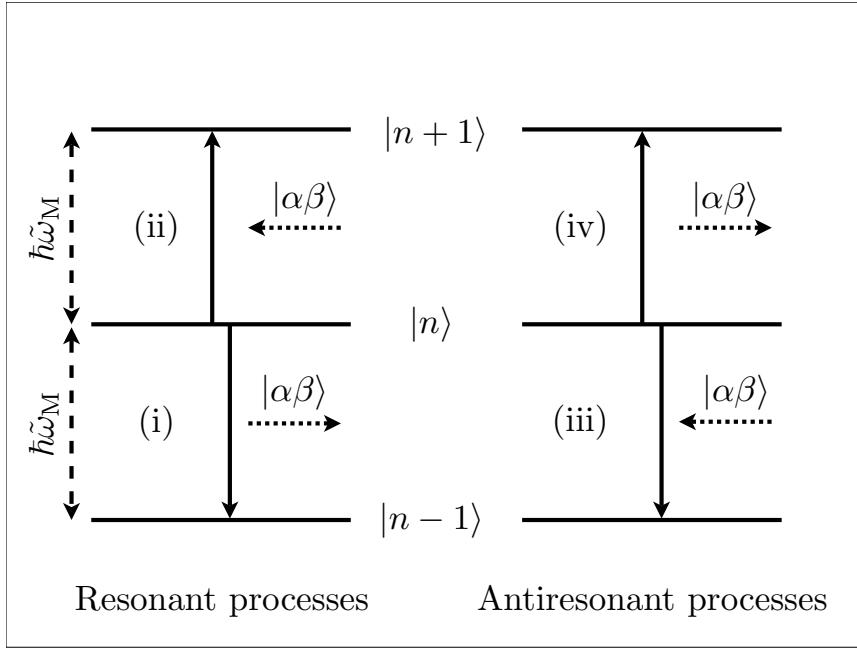 |n + 1⟩
ħω̃_M
(ii)
|αβ⟩
(iv)
|αβ⟩
|n⟩
ħω̃_M
(i)
|αβ⟩
(iii)
|αβ⟩
|n − 1⟩
Resonant processes
Antiresonant processes